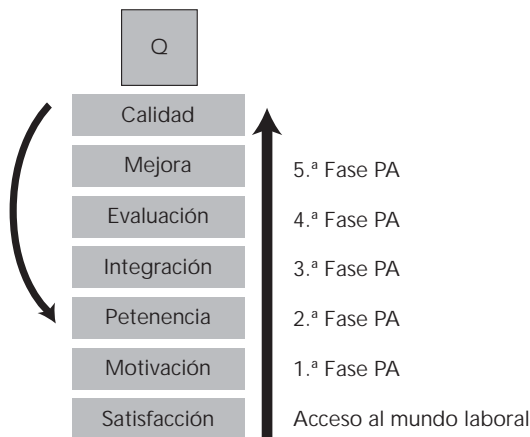 Q
Calidad
Mejora 5.ª Fase PA
Evaluación 4.ª Fase PA
Integración 3.ª Fase PA
Petenencia 2.ª Fase PA
Motivación 1.ª Fase PA
Satisfacción Acceso al mundo laboral